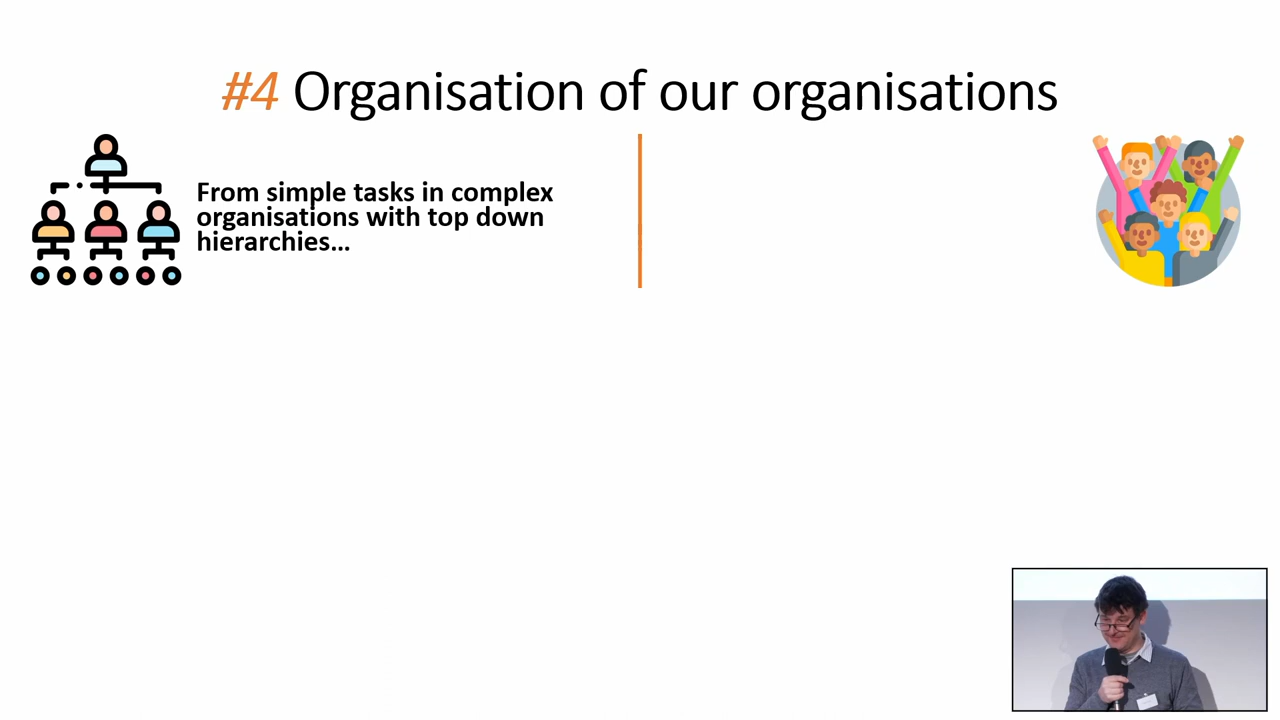 #4 Organisation of our organisations
From simple tasks in complex
organisations with top down
hierarchies...